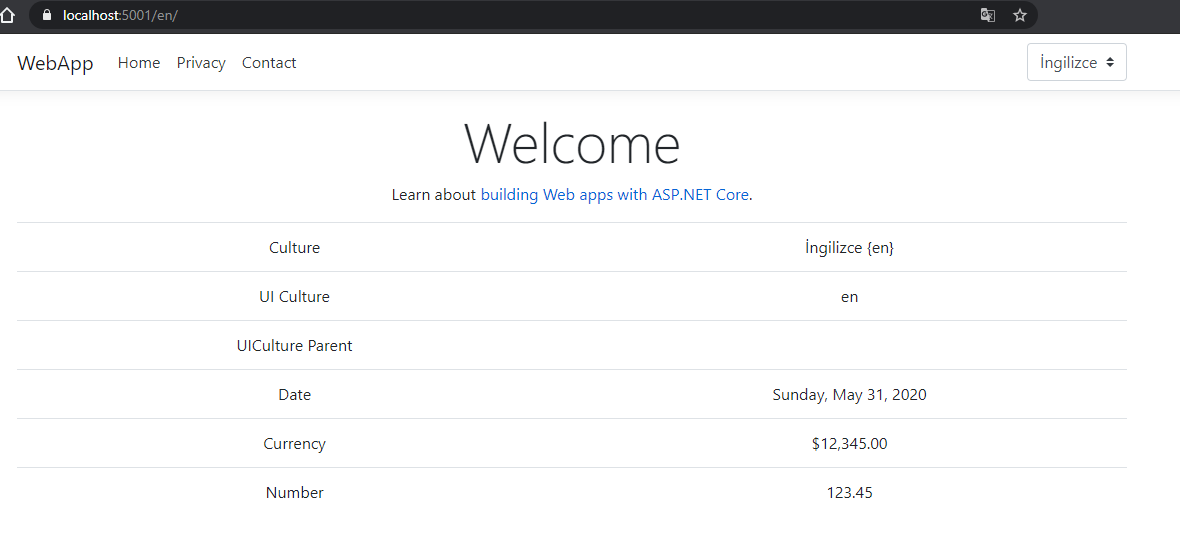 localhost:5001/en/
WebApp Home Privacy Contact İngilizce
Welcome
Learn about building Web apps with ASP.NET Core.
Culture İngilizce {en}
UI Culture en
UICulture Parent
Date Sunday, May 31, 2020
Currency $12,345.00
Number 123.45